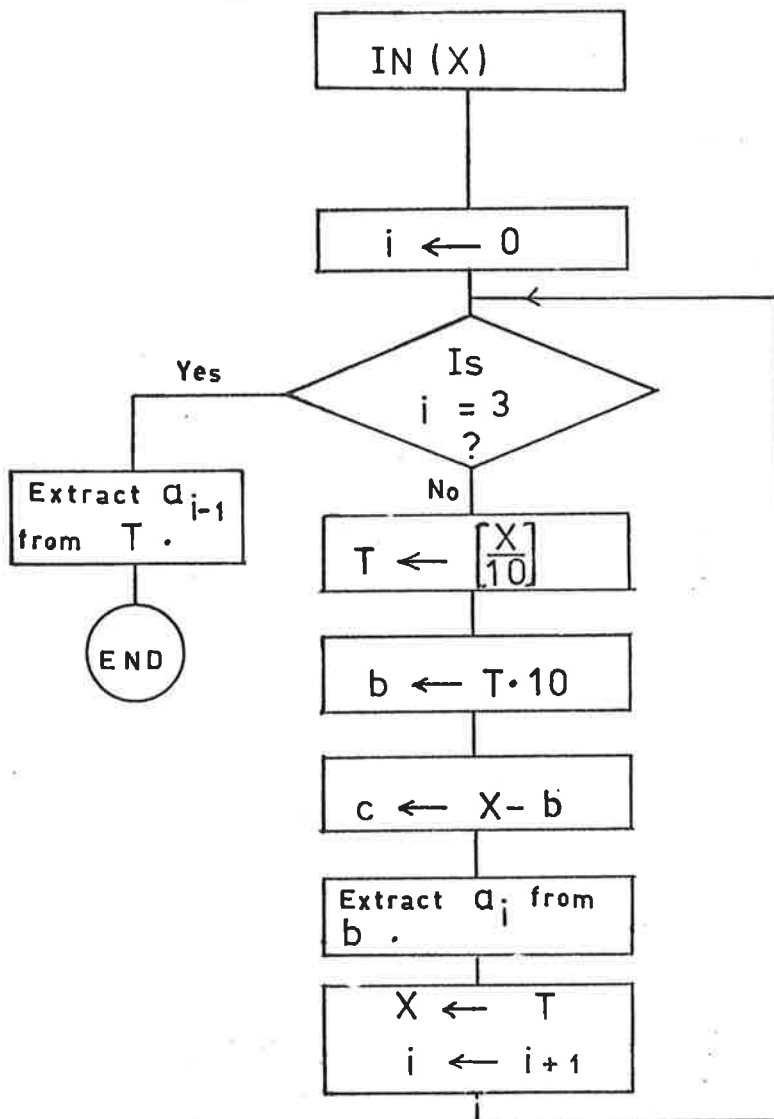 IN (X)
i ← 0
Is
i = 3
?
Yes
No
Extract a_{i-1}
from T .
END
T ← [X/10]
b ← T·10
c ← X - b
Extract a_i from
b .
X ← T
i ← i + 1